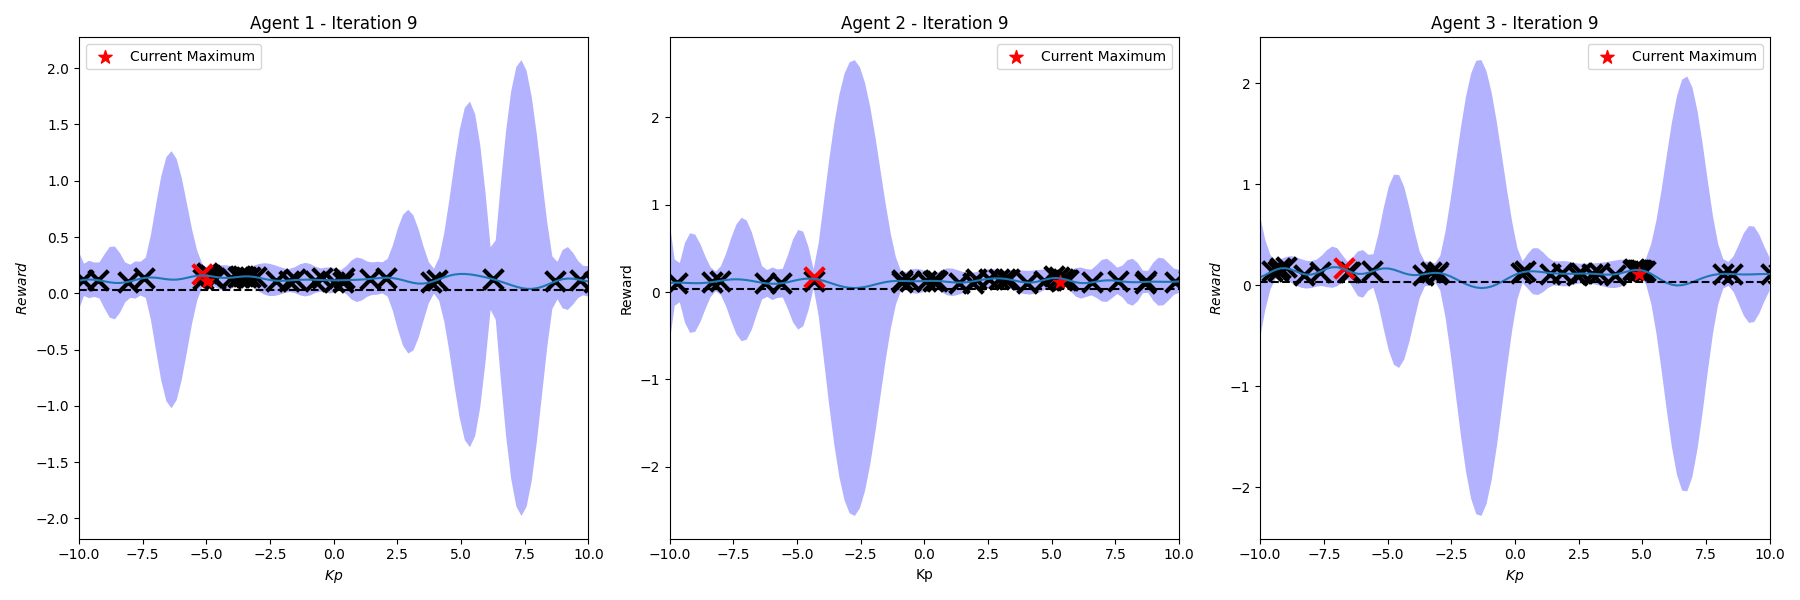 Agent 1 - Iteration 9
Current Maximum
Reward
2.0
1.5
1.0
0.5
0.0
−0.5
−1.0
−1.5
−2.0
−10.0 −7.5 −5.0 −2.5 0.0 2.5 5.0 7.5 10.0
Kp
Agent 2 - Iteration 9
Current Maximum
Reward
2
1
0
−1
−2
−10.0 −7.5 −5.0 −2.5 0.0 2.5 5.0 7.5 10.0
Kp
Agent 3 - Iteration 9
Current Maximum
Reward
2
1
0
−1
−2
−10.0 −7.5 −5.0 −2.5 0.0 2.5 5.0 7.5 10.0
Kp